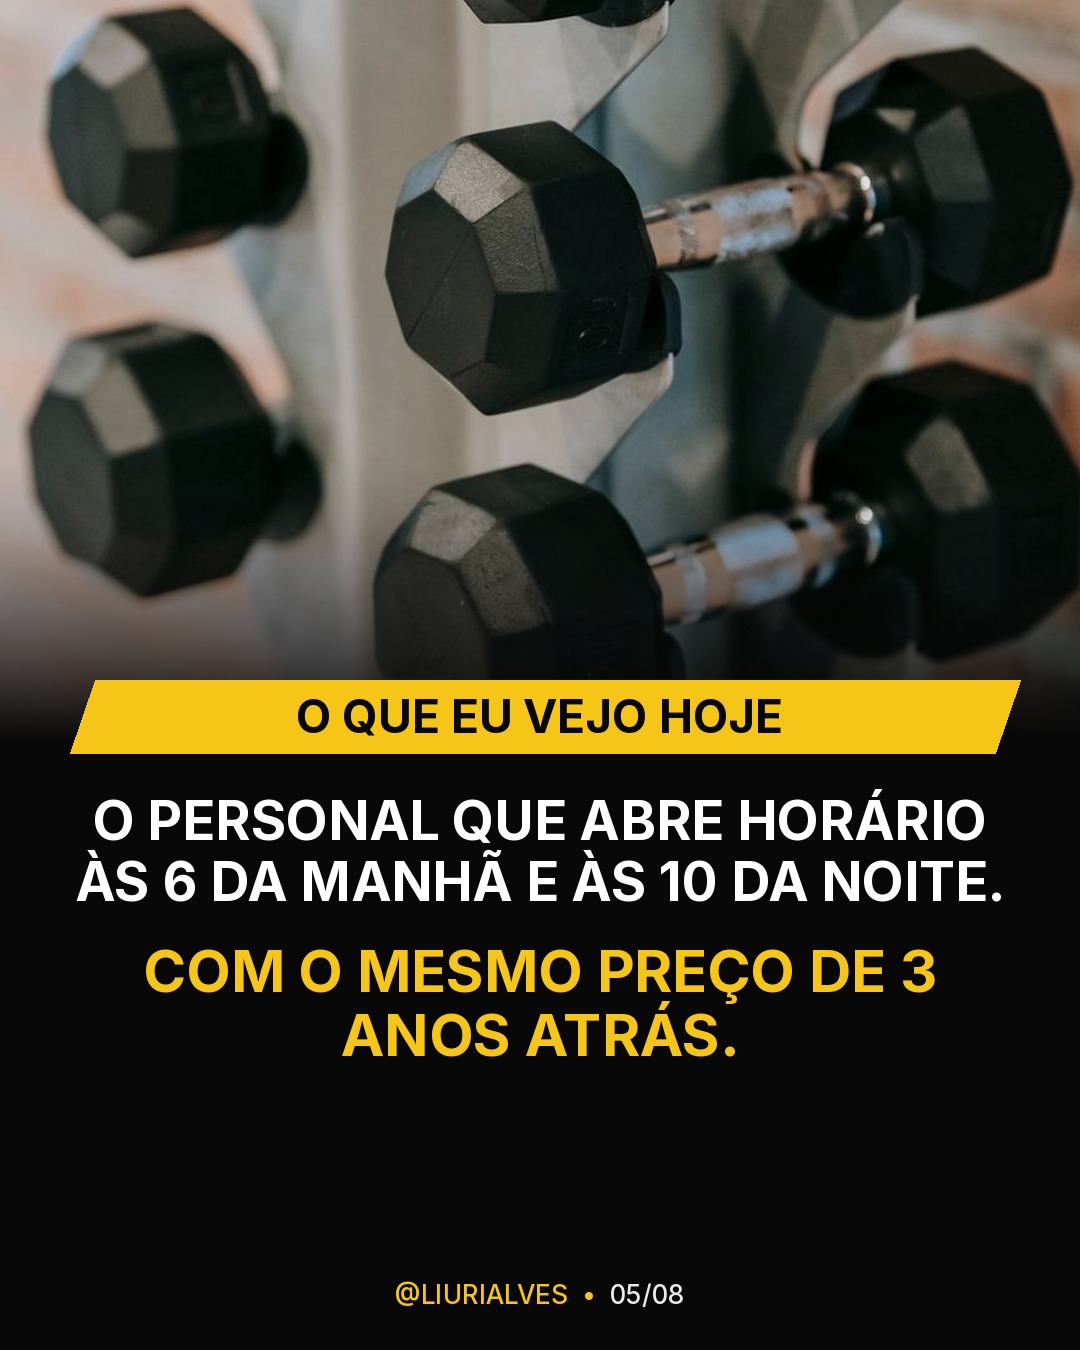 O QUE EU VEJO HOJE
O PERSONAL QUE ABRE HORÁRIO
ÀS 6 DA MANHÃ E ÀS 10 DA NOITE.
COM O MESMO PREÇO DE 3
ANOS ATRÁS.
@LIURIALVES • 05/08